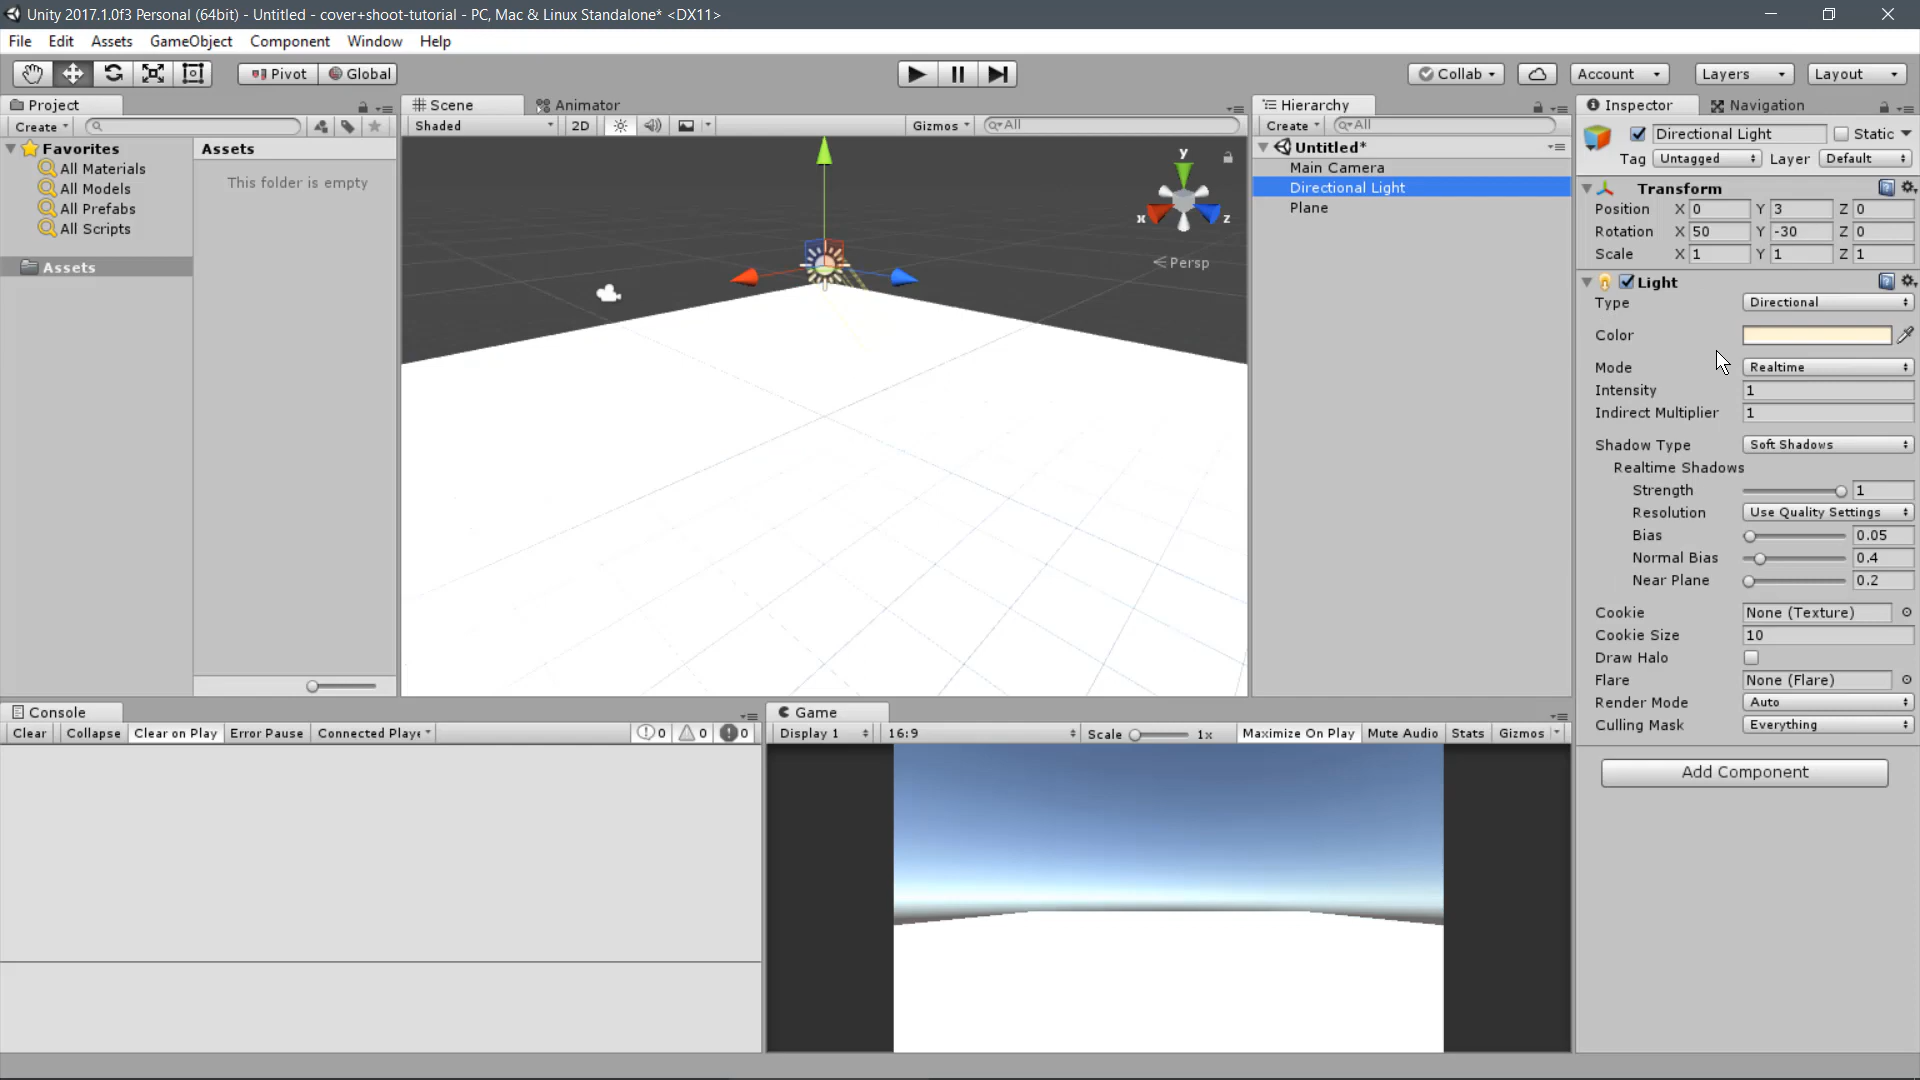 Unity 2017.1.0f3 Personal (64bit) - Untitled - cover+shoot-tutorial - PC, Mac & Linux Standalone* <DX11>
File Edit Assets GameObject Component Window Help
Pivot Global Collab Account Layers Layout
Project
Create
Favorites
All Materials
All Models
All Prefabs
All Scripts
Assets
Assets
This folder is empty
Scene Animator
Shaded 2D Gizmos All
y
x z
Persp
Hierarchy
Create All
Untitled*
Main Camera
Directional Light
Plane
Inspector Navigation
Directional Light Static
Tag Untagged Layer Default
Transform
Position X 0 Y 3 Z 0
Rotation X 50 Y -30 Z 0
Scale X 1 Y 1 Z 1
Light
Type Directional
Color
Mode Realtime
Intensity 1
Indirect Multiplier 1
Shadow Type Soft Shadows
Realtime Shadows
Strength 1
Resolution Use Quality Settings
Bias 0.05
Normal Bias 0.4
Near Plane 0.2
Cookie None (Texture)
Cookie Size 10
Draw Halo
Flare None (Flare)
Render Mode Auto
Culling Mask Everything
Add Component
Console
Clear Collapse Clear on Play Error Pause Connected Playe 0 0 0
Game
Display 1 16:9 Scale 1x Maximize On Play Mute Audio Stats Gizmos